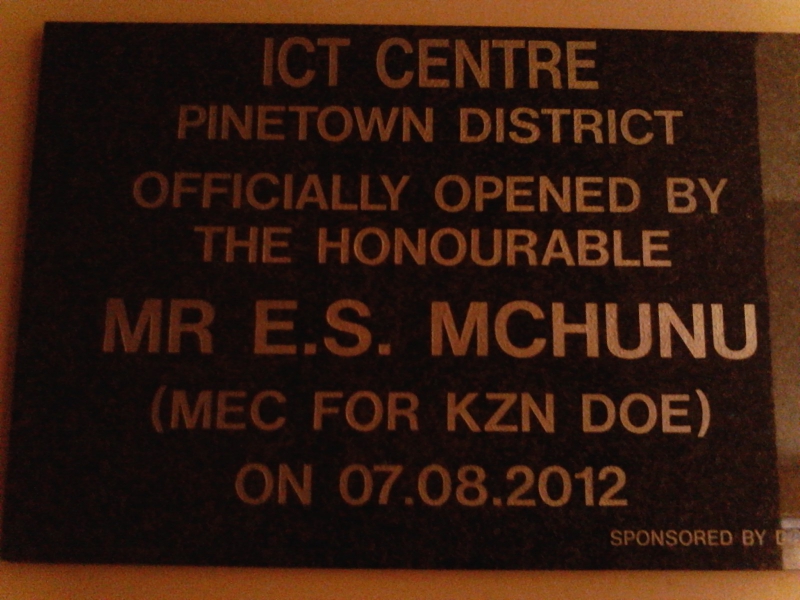 ICT CENTRE
PINETOWN DISTRICT
OFFICIALLY OPENED BY
THE HONOURABLE
MR E.S. MCHUNU
(MEC FOR KZN DOE)
ON 07.08.2012
SPONSORED BY